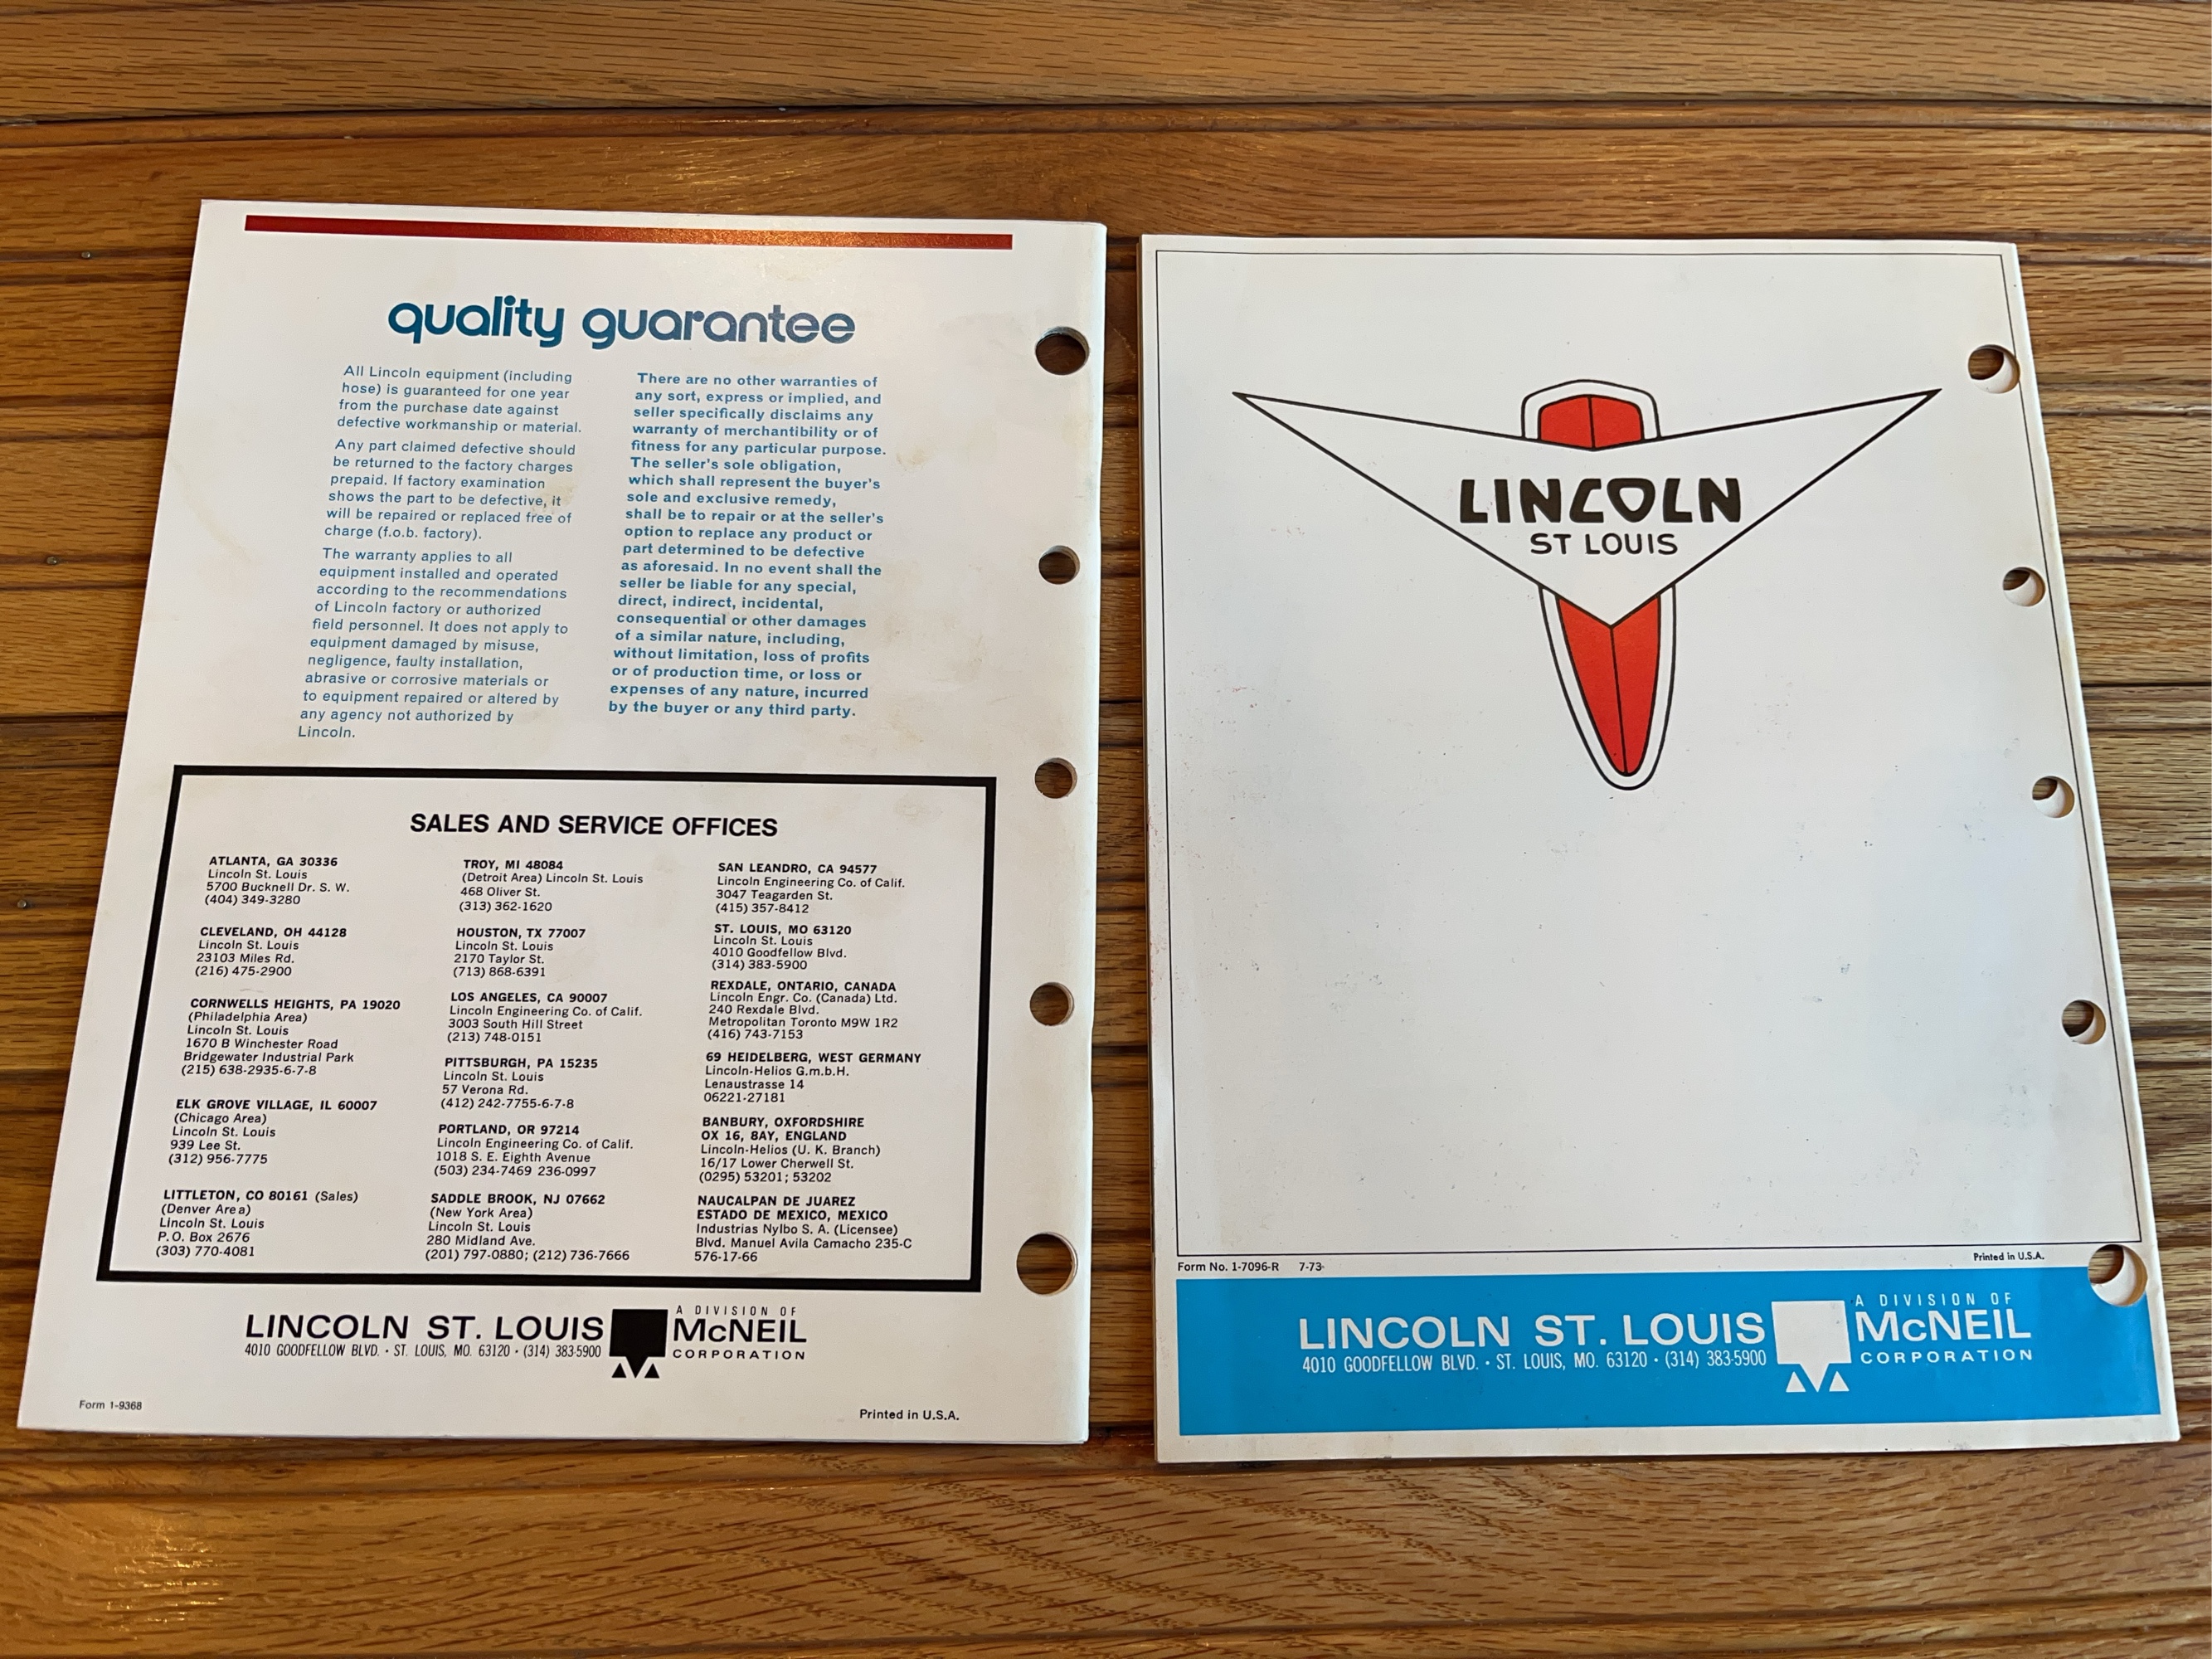 quality guarantee
All Lincoln equipment (including
hose) is guaranteed for one year
from the purchase date against
defective workmanship or material.
Any part claimed defective should
be returned to the factory charges
prepaid. If factory examination
shows the part to be defective, it
will be repaired or replaced free of
charge (f.o.b. factory).
The warranty applies to all
equipment installed and operated
according to the recommendations
of Lincoln factory or authorized
field personnel. It does not apply to
equipment damaged by misuse,
negligence, faulty installation,
abrasive or corrosive materials or
to equipment repaired or altered by
any agency not authorized by
Lincoln.
There are no other warranties of
any sort, express or implied, and
seller specifically disclaims any
warranty of merchantibility or of
fitness for any particular purpose.
The seller's sole obligation,
which shall represent the buyer's
sole and exclusive remedy,
shall be to repair or at the seller's
option to replace any product or
part determined to be defective
as aforesaid. In no event shall the
seller be liable for any special,
direct, indirect, incidental,
consequential or other damages
of a similar nature, including,
without limitation, loss of profits
or of production time, or loss or
expenses of any nature, incurred
by the buyer or any third party.
SALES AND SERVICE OFFICES
ATLANTA, GA 30336
Lincoln St. Louis
5700 Bucknell Dr. S. W.
(404) 349-3280
CLEVELAND, OH 44128
Lincoln St. Louis
23103 Miles Rd.
(216) 475-2900
CORNWELLS HEIGHTS, PA 19020
(Philadelphia Area)
Lincoln St. Louis
1670 B Winchester Road
Bridgewater Industrial Park
(215) 638-2935-6-7-8
ELK GROVE VILLAGE, IL 60007
(Chicago Area)
Lincoln St. Louis
939 Lee St.
(312) 956-7775
LITTLETON, CO 80161 (Sales)
(Denver Area)
Lincoln St. Louis
P.O. Box 2676
(303) 770-4081
TROY, MI 48084
(Detroit Area) Lincoln St. Louis
468 Oliver St.
(313) 362-1620
HOUSTON, TX 77007
Lincoln St. Louis
2170 Taylor St.
(713) 868-6391
LOS ANGELES, CA 90007
Lincoln Engineering Co. of Calif.
3003 South Hill Street
(213) 748-0151
PITTSBURGH, PA 15235
Lincoln St. Louis
57 Verona Rd.
(412) 242-7755-6-7-8
PORTLAND, OR 97214
Lincoln Engineering Co. of Calif.
1018 S. E. Eighth Avenue
(503) 234-7469 236-0997
SADDLE BROOK, NJ 07662
(New York Area)
Lincoln St. Louis
280 Midland Ave.
(201) 797-0880; (212) 736-7666
SAN LEANDRO, CA 94577
Lincoln Engineering Co. of Calif.
3047 Teagarden St.
(415) 357-8412
ST. LOUIS, MO 63120
Lincoln St. Louis
4010 Goodfellow Blvd.
(314) 383-5900
REXDALE, ONTARIO, CANADA
Lincoln Engr. Co. (Canada) Ltd.
240 Rexdale Blvd.
Metropolitan Toronto M9W 1R2
(416) 743-7153
69 HEIDELBERG, WEST GERMANY
Lincoln-Helios G.m.b.H.
Lenaustrasse 14
06221-27181
BANBURY, OXFORDSHIRE
OX 16, 8AY, ENGLAND
Lincoln-Helios (U. K. Branch)
16/17 Lower Cherwell St.
(0295) 53201; 53202
NAUCALPAN DE JUAREZ
ESTADO DE MEXICO, MEXICO
Industrias Nylbo S. A. (Licensee)
Blvd. Manuel Avila Camacho 235-C
576-17-66
LINCOLN ST. LOUIS
4010 GOODFELLOW BLVD. • ST. LOUIS, MO. 63120 • (314) 383-5900
A DIVISION OF
McNEIL
CORPORATION
Form 1-9368
Printed in U.S.A.
LINCOLN
ST LOUIS
Form No. 1-7096-R 7-73
Printed in U.S.A.
LINCOLN ST. LOUIS
4010 GOODFELLOW BLVD. • ST. LOUIS, MO. 63120 • (314) 383-5900
A DIVISION OF
McNEIL
CORPORATION